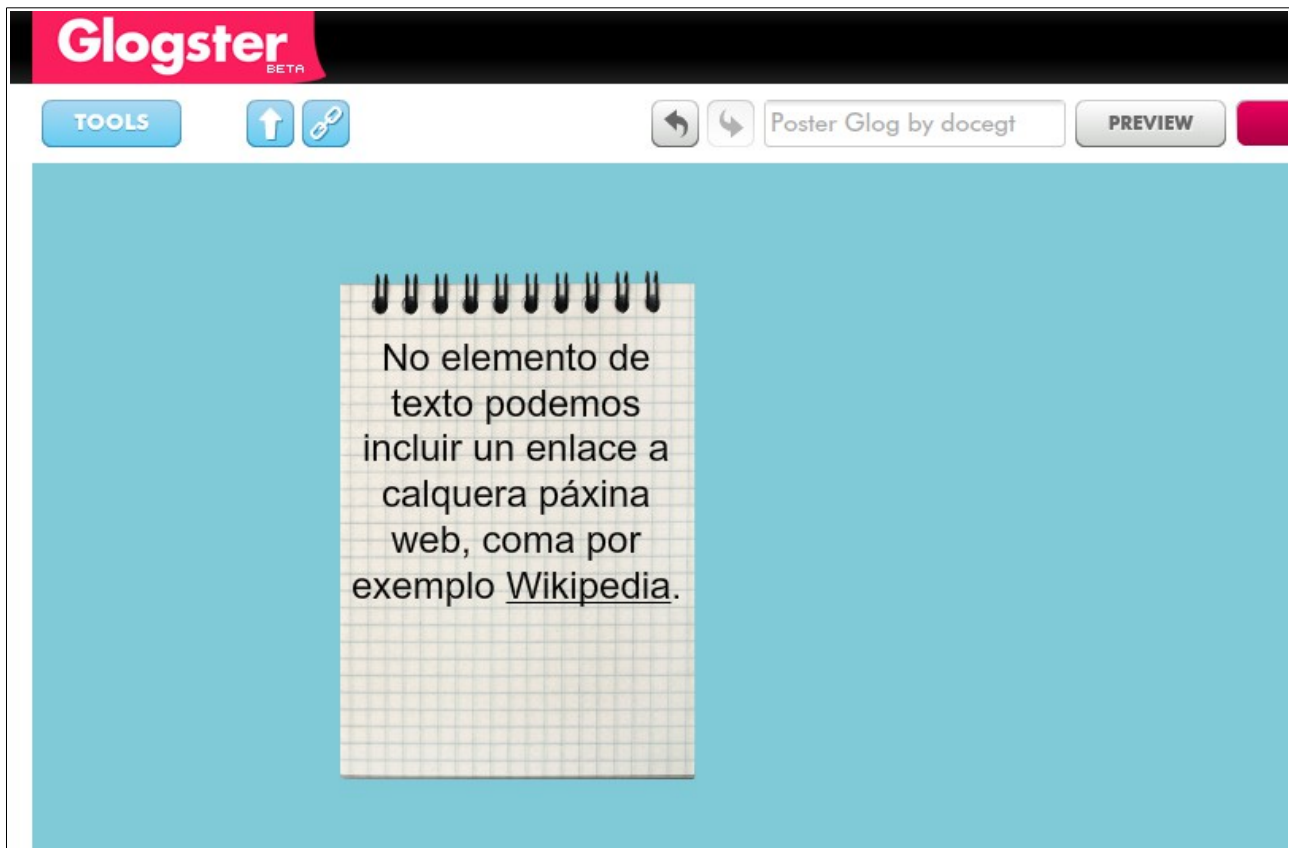 Glogster
BETA
TOOLS
Poster Glog by docegt
PREVIEW
No elemento de
texto podemos
incluir un enlace a
calquera páxina
web, coma por
exemplo Wikipedia.